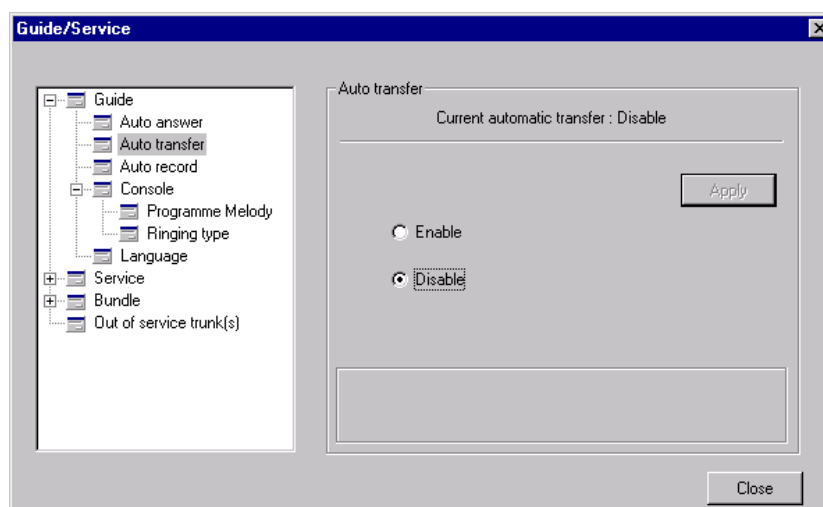 Guide/Service
Guide
Auto answer
Auto transfer
Auto record
Console
Programme Melody
Ringing type
Language
Service
Bundle
Out of service trunk(s)
Auto transfer
Current automatic transfer : Disable
Apply
Enable
Disable
Close